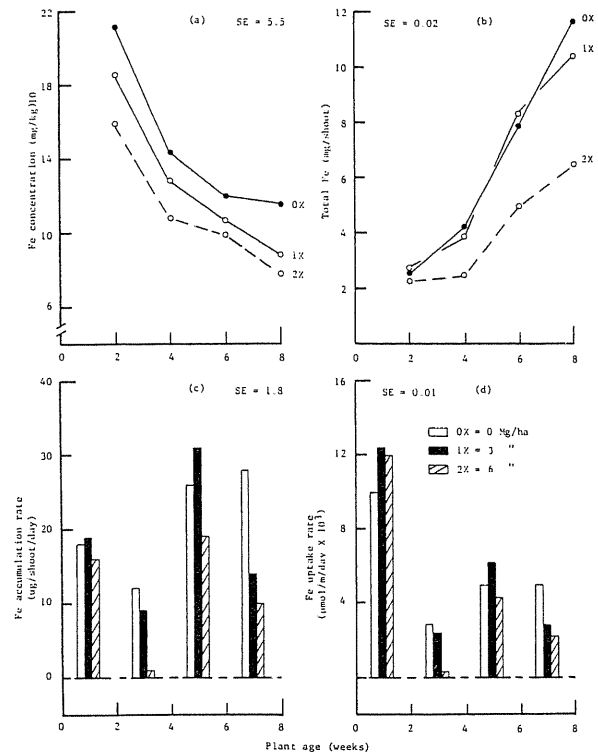 22
18
14
10
6
Fe concentration (mg/kg)10
(a)
SE = 5.5
0X
1X
2X
0
2
4
6
8
12
10
8
6
4
2
Total Fe (mg/shoot)
SE = 0.02
(b)
0X
1X
2X
0
2
4
6
8
40
30
20
10
0
Fe accumulation rate
(ug/shoot/day)
(c)
SE = 1.8
0
2
4
6
8
16
12
8
4
Fe uptake rate
(µmol/m/day X 10³)
SE = 0.01
(d)
0X = 0 Mg/ha
1X = 3 "
2X = 6 "
0
2
4
6
8
Plant age (weeks)